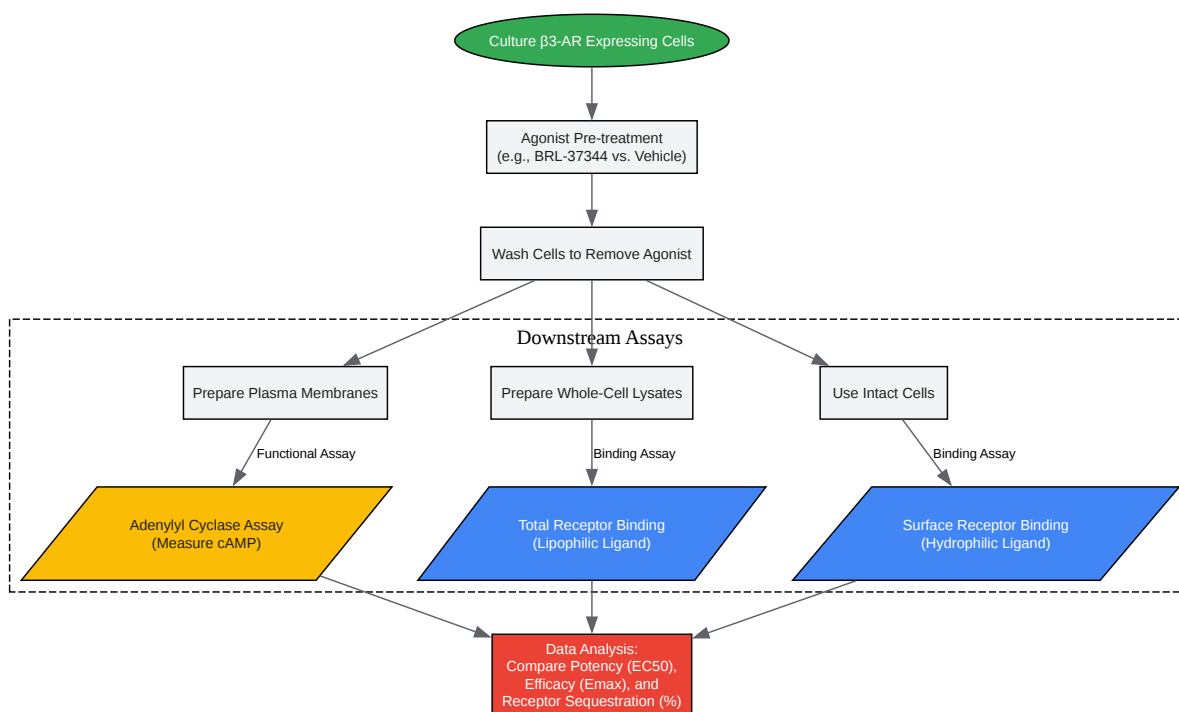 Culture β3-AR Expressing Cells
Agonist Pre-treatment
(e.g., BRL-37344 vs. Vehicle)
Wash Cells to Remove Agonist
Downstream Assays
Prepare Plasma Membranes
Prepare Whole-Cell Lysates
Use Intact Cells
Functional Assay
Binding Assay
Binding Assay
Adenylyl Cyclase Assay
(Measure cAMP)
Total Receptor Binding
(Lipophilic Ligand)
Surface Receptor Binding
(Hydrophilic Ligand)
Data Analysis:
Compare Potency (EC50),
Efficacy (Emax), and
Receptor Sequestration (%)